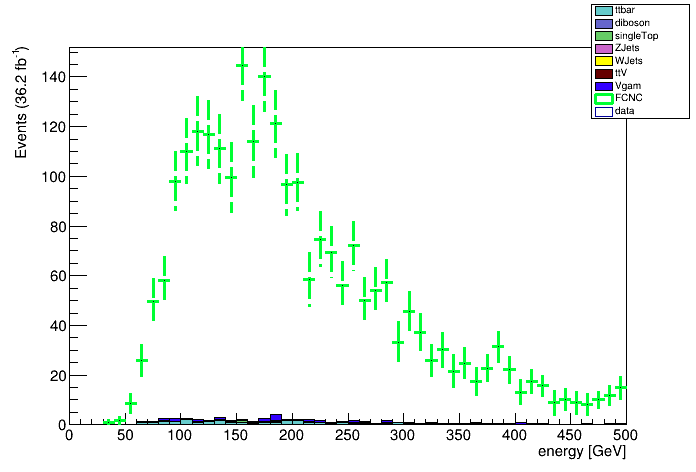 ttbar
diboson
singleTop
ZJets
WJets
ttV
Vgam
FCNC
data
Events (36.2 fb⁻¹)
140
120
100
80
60
40
20
0
0 50 100 150 200 250 300 350 400 450 500
energy [GeV]